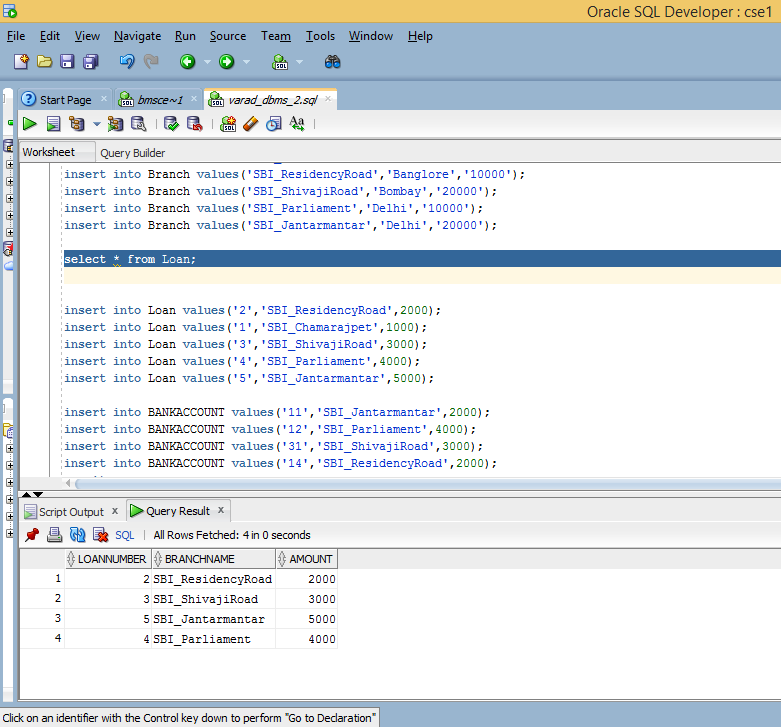 Oracle SQL Developer : cse1
File Edit View Navigate Run Source Team Tools Window Help
Start Page bmsce~1 varad_dbms_2.sql
Worksheet Query Builder
insert into Branch values('SBI_ResidencyRoad','Banglore','10000');
insert into Branch values('SBI_ShivajiRoad','Bombay','20000');
insert into Branch values('SBI_Parliament','Delhi','10000');
insert into Branch values('SBI_Jantarmantar','Delhi','20000');
select * from Loan;
insert into Loan values('2','SBI_ResidencyRoad',2000);
insert into Loan values('1','SBI_Chamarajpet',1000);
insert into Loan values('3','SBI_ShivajiRoad',3000);
insert into Loan values('4','SBI_Parliament',4000);
insert into Loan values('5','SBI_Jantarmantar',5000);
insert into BANKACCOUNT values('11','SBI_Jantarmantar',2000);
insert into BANKACCOUNT values('12','SBI_Parliament',4000);
insert into BANKACCOUNT values('31','SBI_ShivajiRoad',3000);
insert into BANKACCOUNT values('14','SBI_ResidencyRoad',2000);
Script Output x Query Result x
SQL | All Rows Fetched: 4 in 0 seconds
LOANNUMBER BRANCHNAME AMOUNT
1 2 SBI_ResidencyRoad 2000
2 3 SBI_ShivajiRoad 3000
3 5 SBI_Jantarmantar 5000
4 4 SBI_Parliament 4000
Click on an identifier with the Control key down to perform "Go to Declaration"